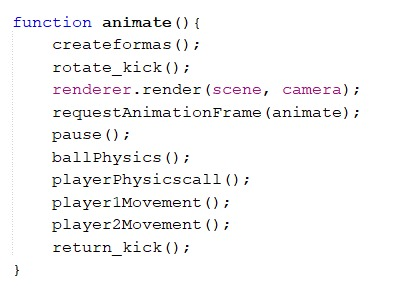 function animate(){
    createformas();
    rotate_kick();
    renderer.render(scene, camera);
    requestAnimationFrame(animate);
    pause();
    ballPhysics();
    playerPhysicscall();
    player1Movement();
    player2Movement();
    return_kick();
}